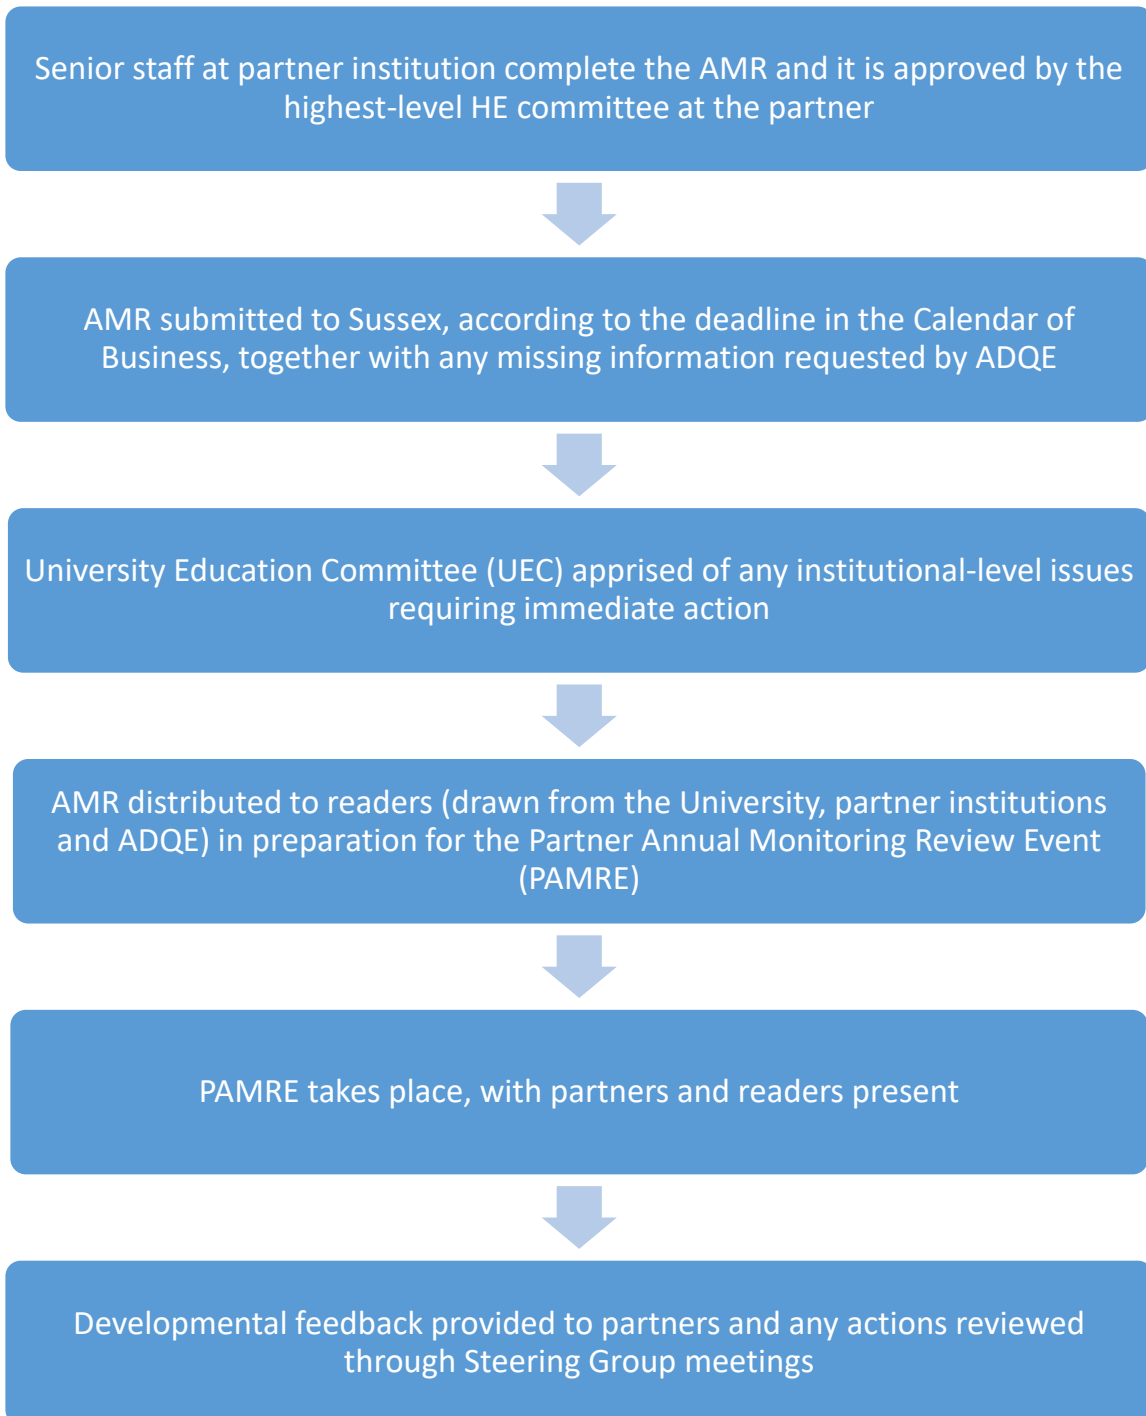 Senior staff at partner institution complete the AMR and it is approved by the
highest-level HE committee at the partner
AMR submitted to Sussex, according to the deadline in the Calendar of
Business, together with any missing information requested by ADQE
University Education Committee (UEC) apprised of any institutional-level issues
requiring immediate action
AMR distributed to readers (drawn from the University, partner institutions
and ADQE) in preparation for the Partner Annual Monitoring Review Event
(PAMRE)
PAMRE takes place, with partners and readers present
Developmental feedback provided to partners and any actions reviewed
through Steering Group meetings